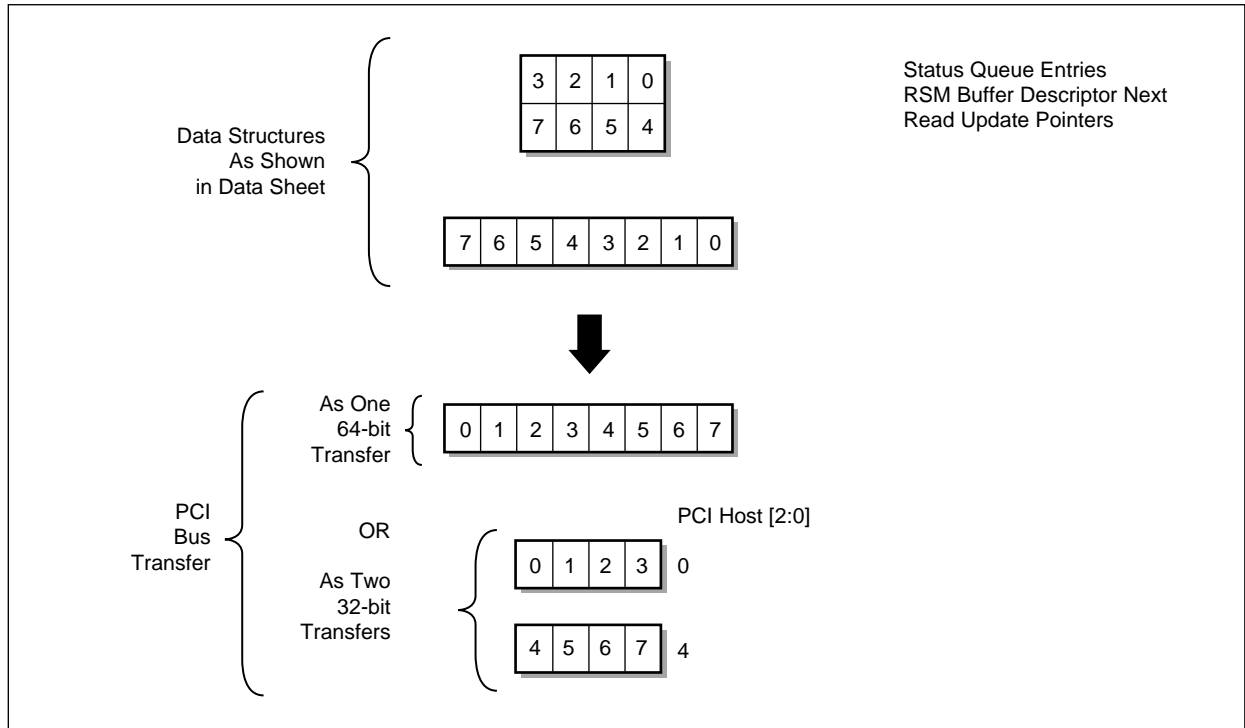 3 2 1 0
7 6 5 4
Status Queue Entries
RSM Buffer Descriptor Next
Read Update Pointers
Data Structures
As Shown
in Data Sheet
7 6 5 4 3 2 1 0
As One
64-bit
Transfer
0 1 2 3 4 5 6 7
PCI
Bus
Transfer
OR
PCI Host [2:0]
As Two
32-bit
Transfers
0 1 2 3 0
4 5 6 7 4